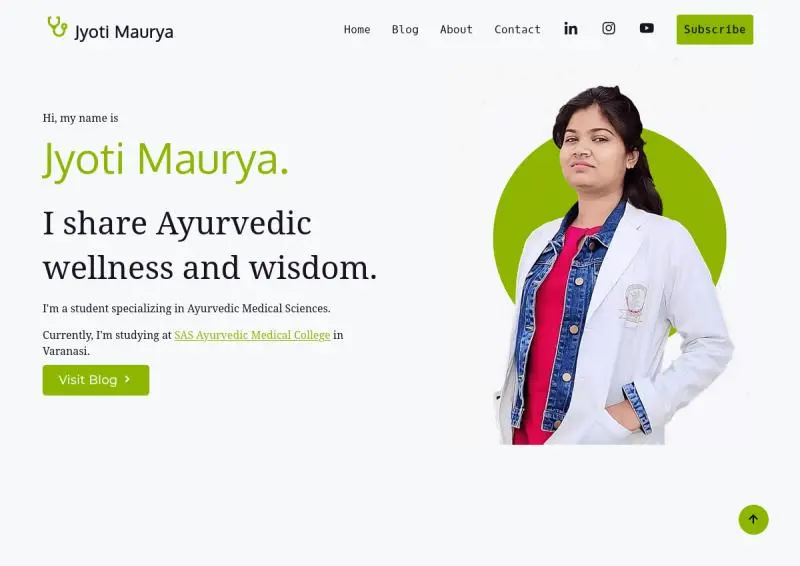 Jyoti Maurya
Home Blog About Contact Subscribe
Hi, my name is
Jyoti Maurya.
I share Ayurvedic
wellness and wisdom.
I'm a student specializing in Ayurvedic Medical Sciences.
Currently, I'm studying at SAS Ayurvedic Medical College in
Varanasi.
Visit Blog